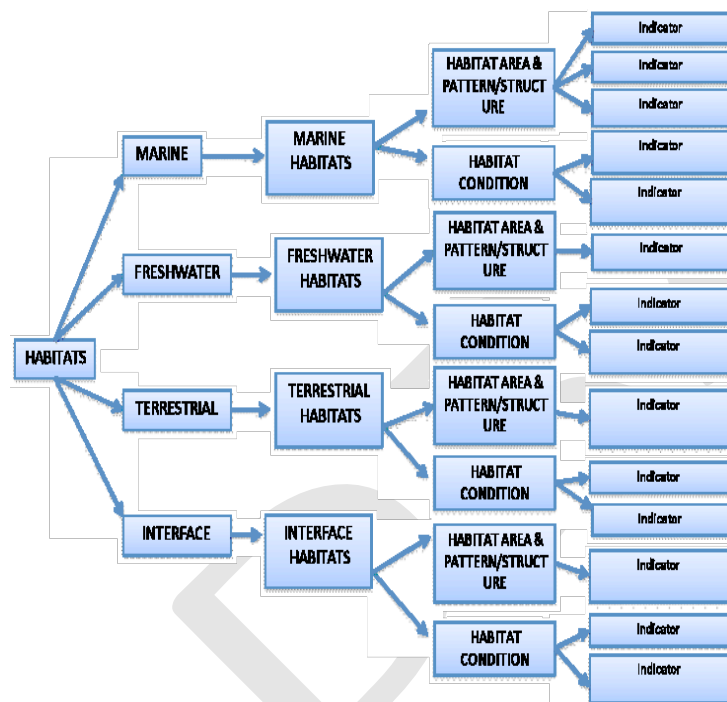 Indicator
HABITAT AREA &
PATTERN/STRUCT
URE
Indicator
Indicator
MARINE
MARINE
HABITATS
HABITAT
CONDITION
Indicator
Indicator
HABITAT AREA &
PATTERN/STRUCT
URE
Indicator
FRESHWATER
FRESHWATER
HABITATS
HABITAT
CONDITION
Indicator
Indicator
HABITATS
TERRESTRIAL
TERRESTRIAL
HABITATS
HABITAT AREA &
PATTERN/STRUCT
URE
Indicator
HABITAT
CONDITION
Indicator
Indicator
INTERFACE
INTERFACE
HABITATS
HABITAT AREA &
PATTERN/STRUCT
URE
Indicator
HABITAT
CONDITION
Indicator
Indicator